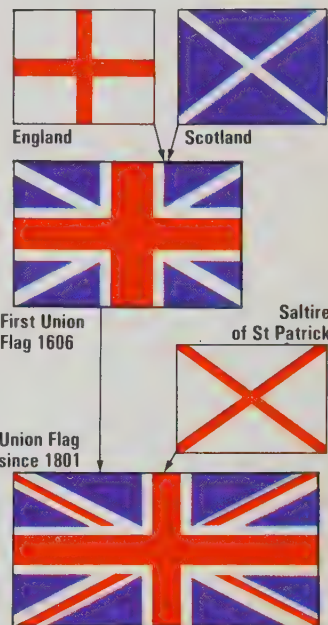 England
Scotland
First Union
Flag 1606
Saltire
of St Patrick
Union Flag
since 1801